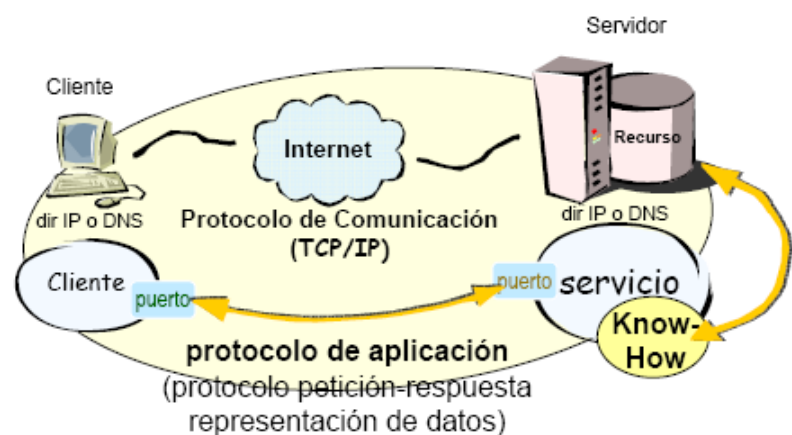 Servidor
Cliente
Internet
Recurso
dir IP o DNS
Protocolo de Comunicación
(TCP/IP)
dir IP o DNS
Cliente
puerto
puerto
servicio
Know-
How
protocolo de aplicación
(protocolo petición-respuesta
representación de datos)